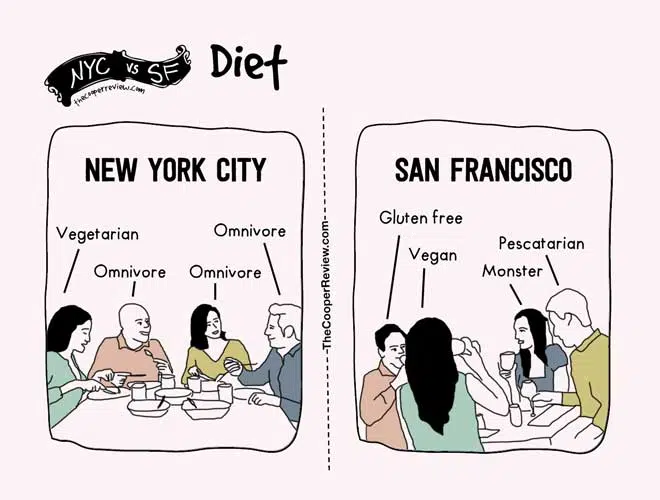 NYC vs SF
thecooperreview.com
Diet
NEW YORK CITY
Vegetarian
Omnivore
Omnivore
Omnivore
TheCooperReview.com
SAN FRANCISCO
Gluten free
Vegan
Pescatarian
Monster